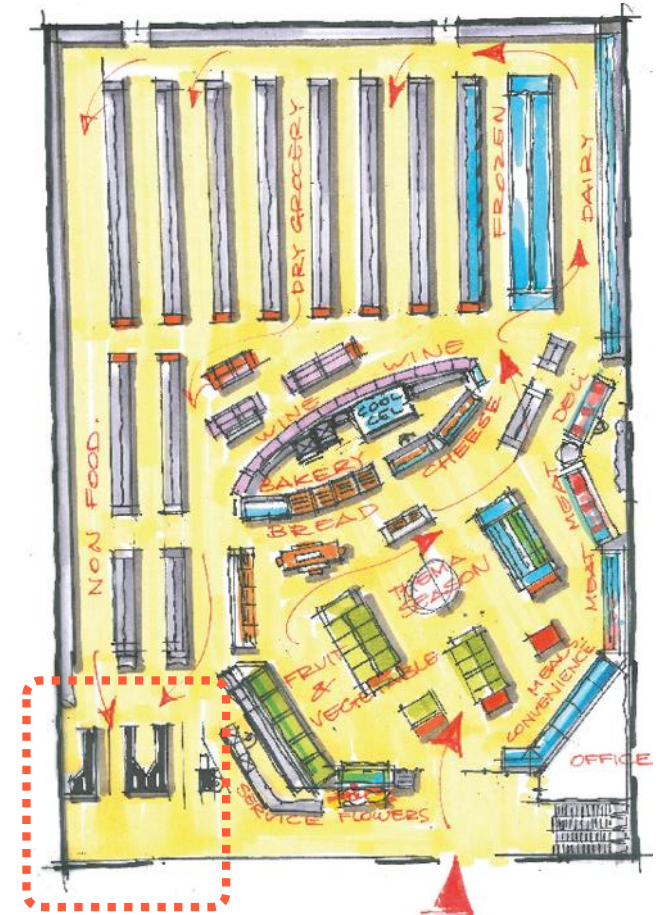 DRY GROCERY
FROZEN
DAIRY
WINE
WINE
COOL
CEL
CHEESE
DELI
BAKERY
BREAD
MEAT
MEAT
NON FOOD.
THEMA
SEASON
FRUIT
&
VEGETABLE
MEALS
CONVENIENCE
OFFICE
SERVICE
FLOWERS